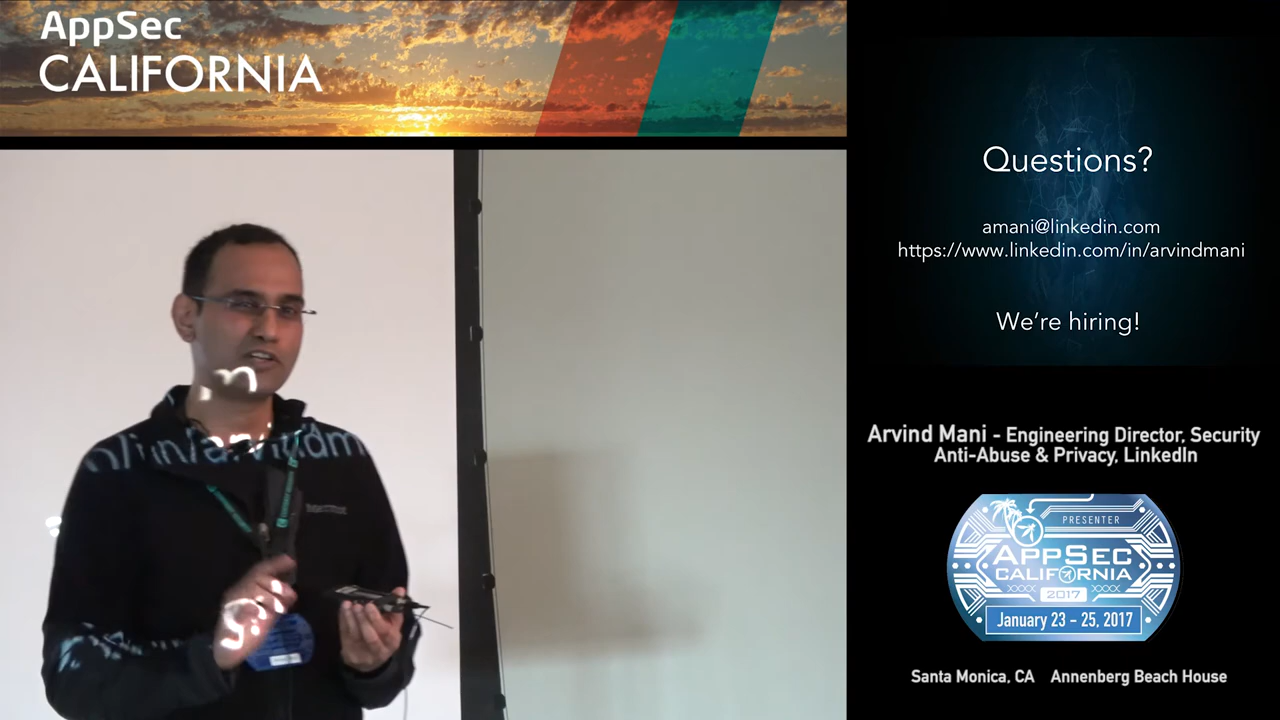 AppSec
CALIFORNIA
Questions?
amani@linkedin.com
https://www.linkedin.com/in/arvindmani
We're hiring!
Arvind Mani - Engineering Director, Security
Anti-Abuse & Privacy, LinkedIn
PRESENTER
APPSEC
CALIFORNIA
2017
January 23 - 25, 2017
Santa Monica, CA Annenberg Beach House
in/arvindm